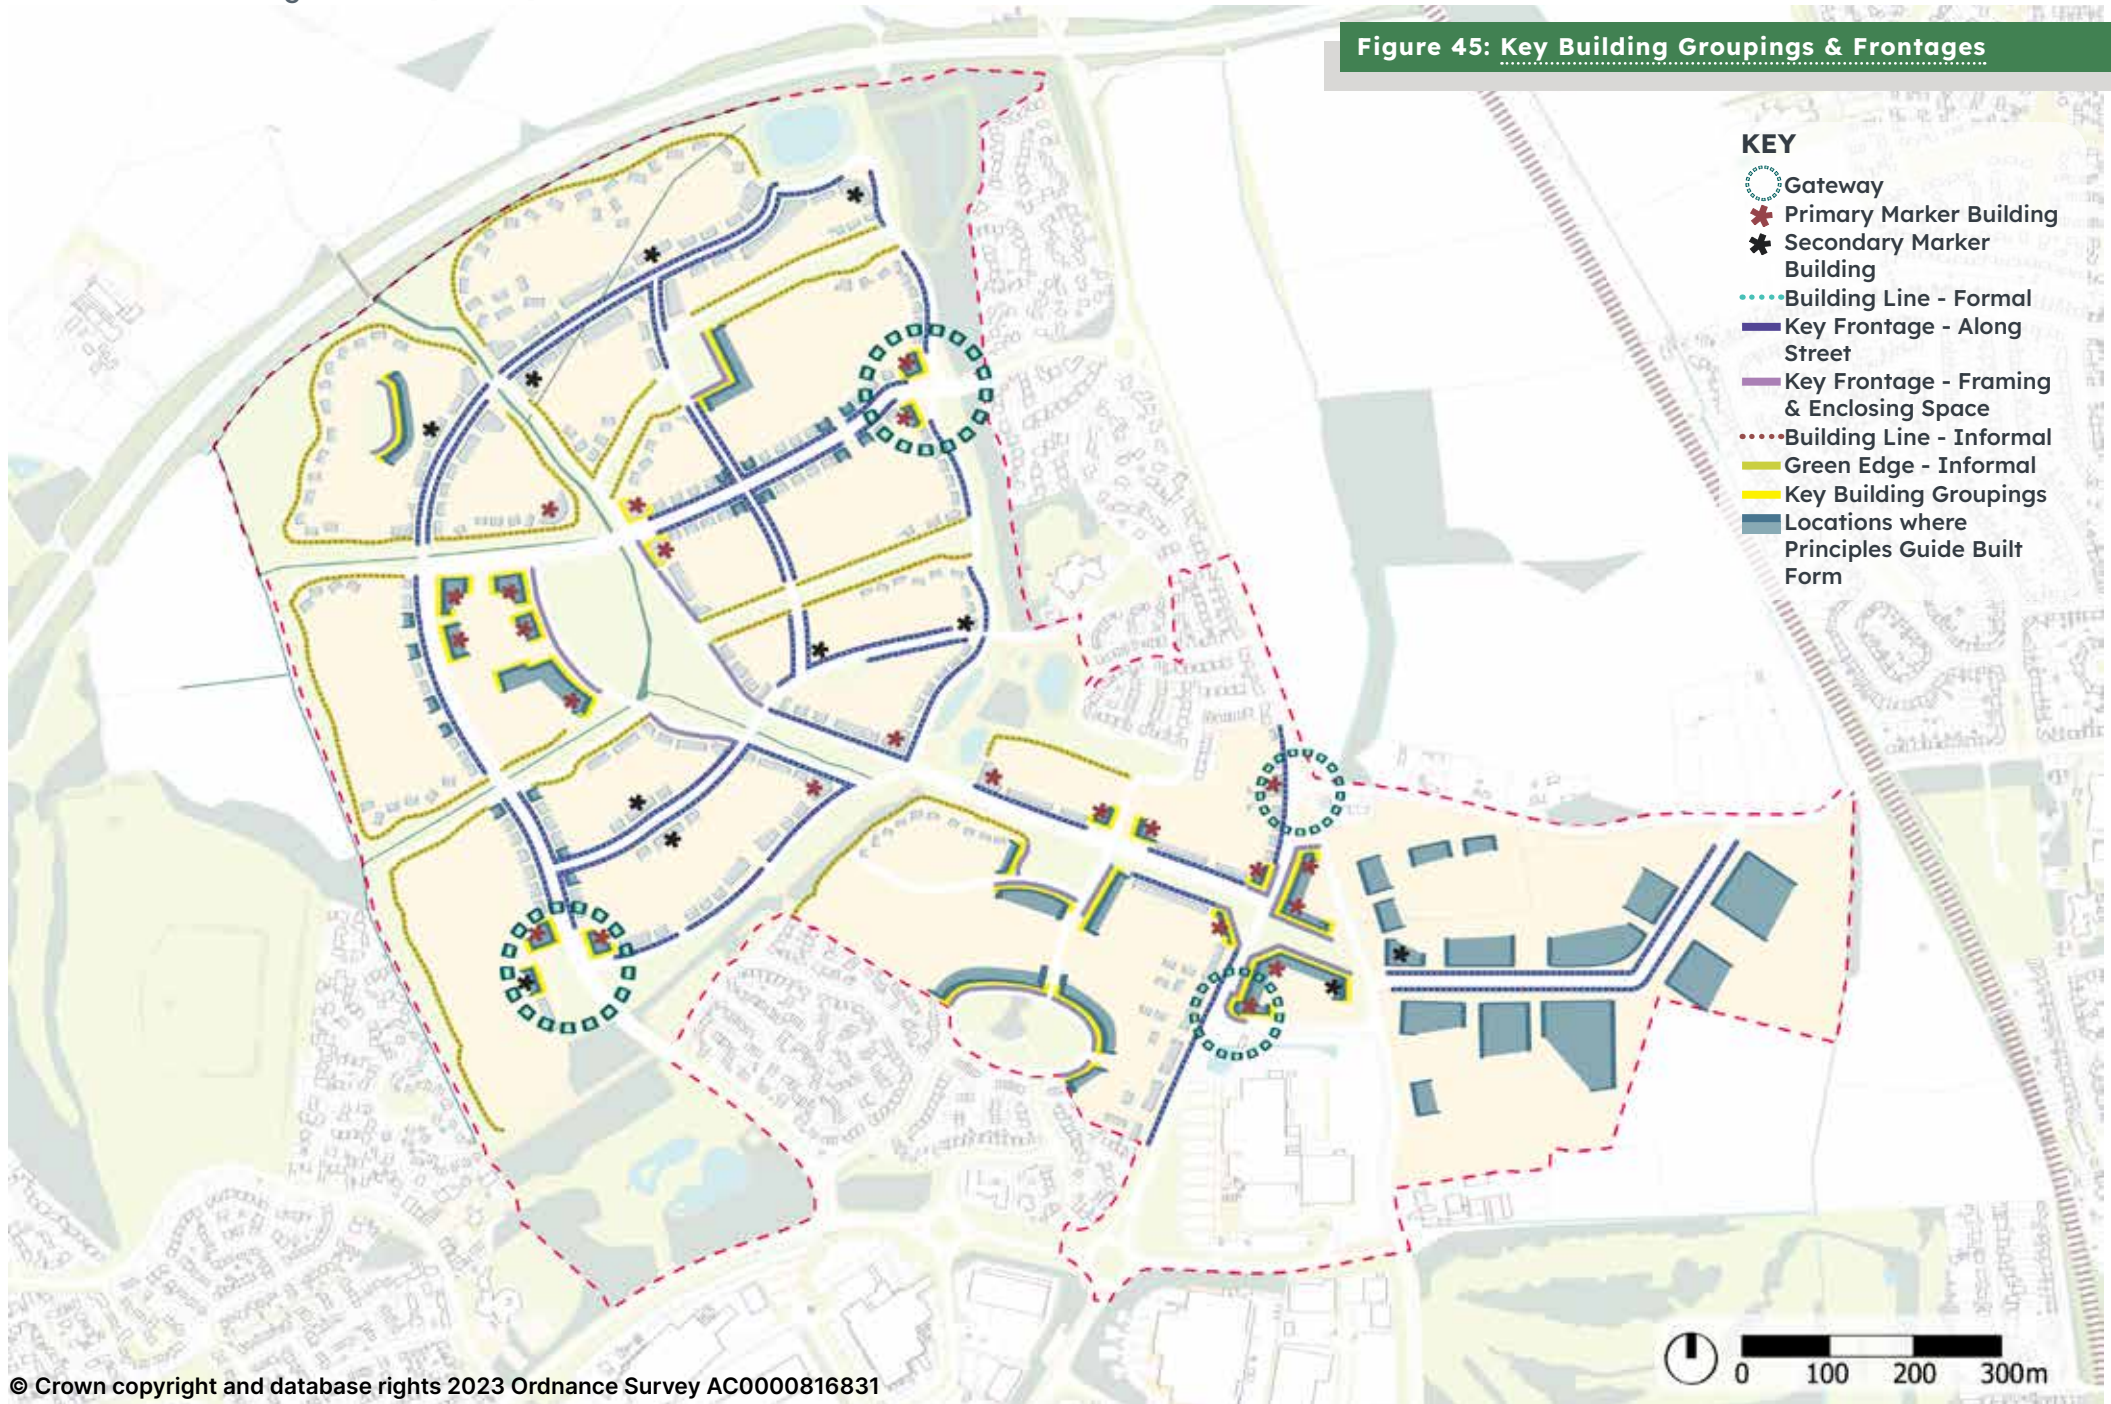 Figure 45: Key Building Groupings & Frontages
KEY
Gateway
Primary Marker Building
Secondary Marker
Building
Building Line - Formal
Key Frontage - Along
Street
Key Frontage - Framing
& Enclosing Space
Building Line - Informal
Green Edge - Informal
Key Building Groupings
Locations where
Principles Guide Built
Form
0 100 200 300m
© Crown copyright and database rights 2023 Ordnance Survey AC0000816831